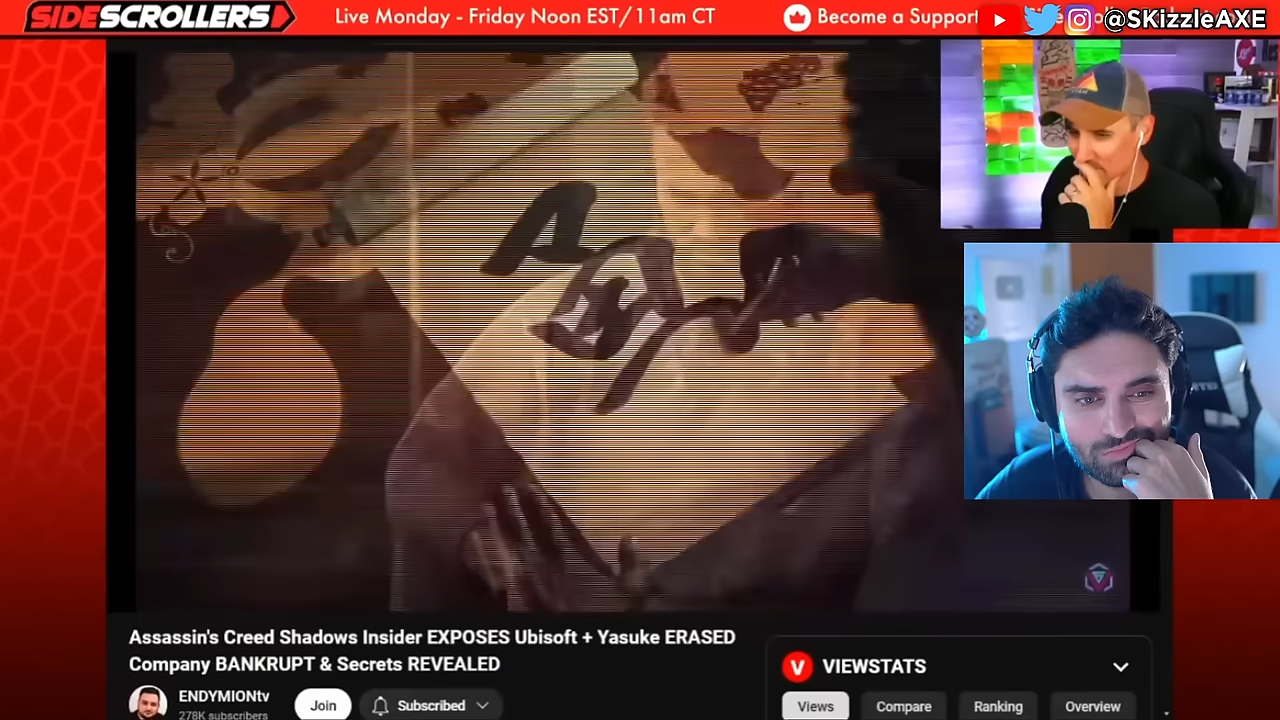 SIDESCROLLERS
Live Monday - Friday Noon EST/11am CT
Become a Support
@SKizzleAXE
Assassin's Creed Shadows Insider EXPOSES Ubisoft + Yasuke ERASED
Company BANKRUPT & Secrets REVEALED
ENDYMIONtv
278K subscribers
Join
Subscribed
V VIEWSTATS
Views
Compare
Ranking
Overview